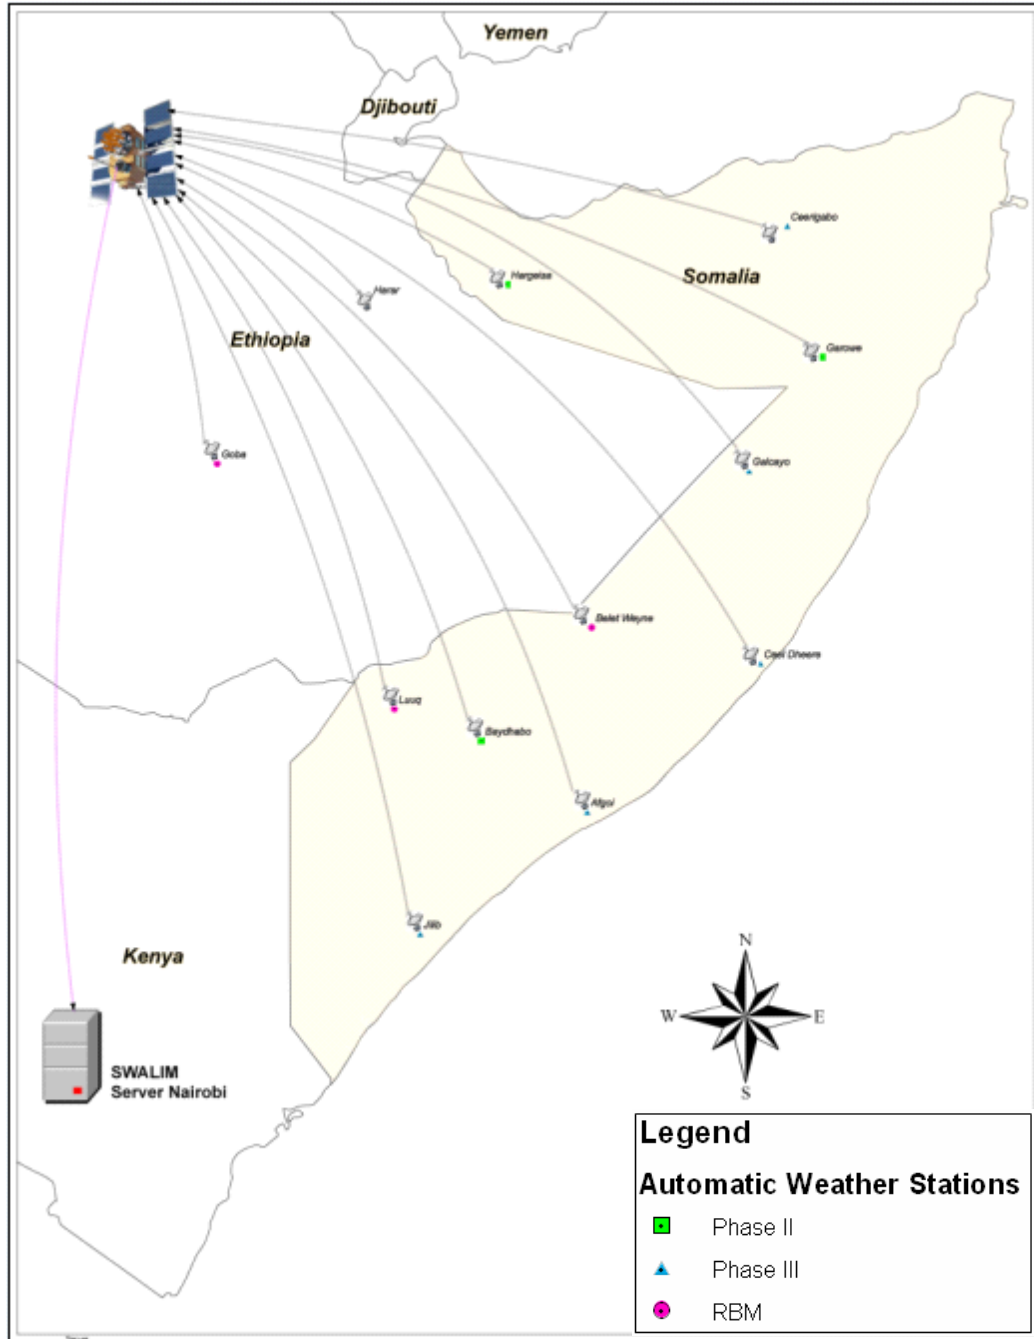 Yemen
Djibouti
Ceerigabo
Somalia
Hargeisa
Harar
Ethiopia
Garowe
Goba
Galcayo
Belet Weyne
Ceel Dheere
Luuq
Baydhabo
Afgoi
Jilib
Kenya
N
W
E
S
SWALIM
Server Nairobi
Legend
Automatic Weather Stations
Phase II
Phase III
RBM